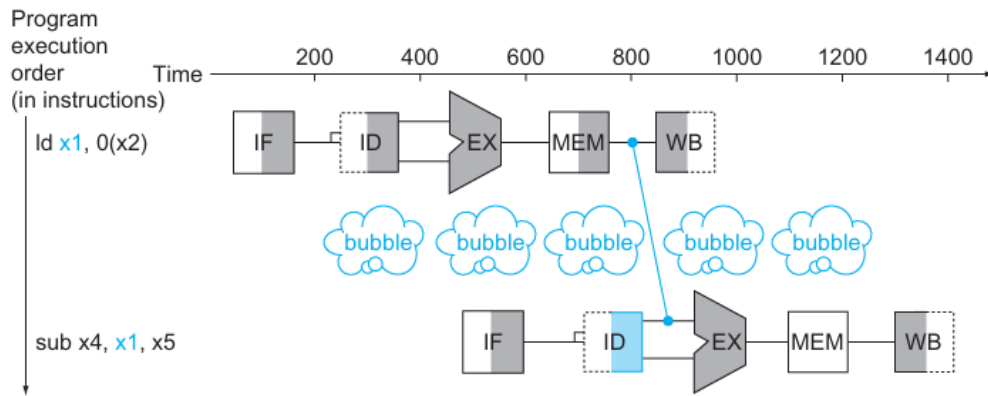 Program
execution
order
(in instructions)
Time
200 400 600 800 1000 1200 1400
ld x1, 0(x2)
IF ID EX MEM WB
bubble bubble bubble bubble bubble
sub x4, x1, x5
IF ID EX MEM WB